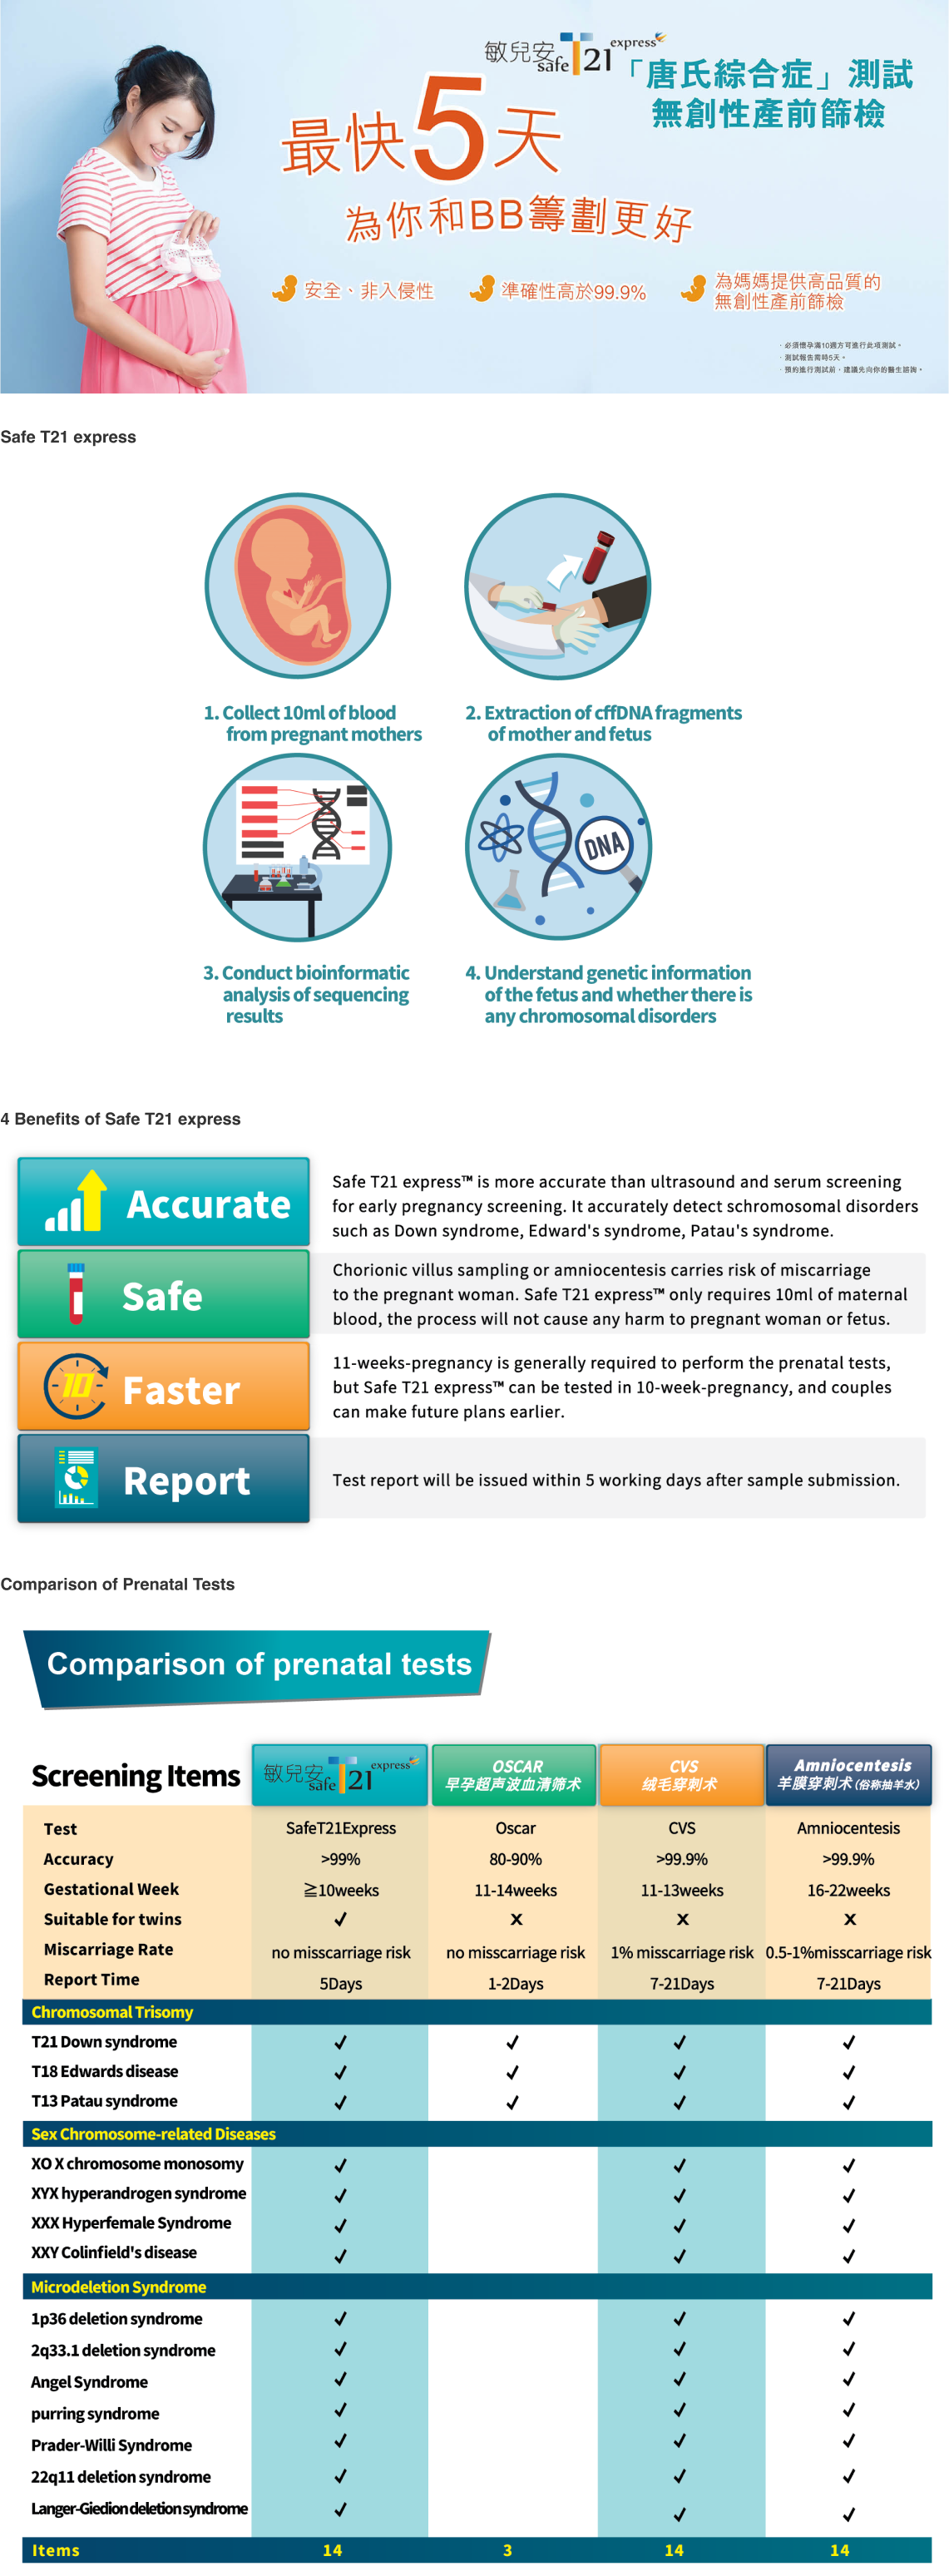 敏兒安 safe T21 express
「唐氏綜合症」測試
無創性產前篩檢
最快5天
為你和BB籌劃更好
安全、非入侵性
準確性高於99.9%
為媽媽提供高品質的
無創性產前篩檢
· 必須懷孕滿10週方可進行此項測試。
· 測試報告需時5天。
· 預約進行測試前，建議先向你的醫生諮詢。
Safe T21 express
1. Collect 10ml of blood
from pregnant mothers
2. Extraction of cffDNA fragments
of mother and fetus
DNA
3. Conduct bioinformatic
analysis of sequencing
results
4. Understand genetic information
of the fetus and whether there is
any chromosomal disorders
4 Benefits of Safe T21 express
Accurate
Safe T21 express™ is more accurate than ultrasound and serum screening
for early pregnancy screening. It accurately detect schromosomal disorders
such as Down syndrome, Edward's syndrome, Patau's syndrome.
Safe
Chorionic villus sampling or amniocentesis carries risk of miscarriage
to the pregnant woman. Safe T21 express™ only requires 10ml of maternal
blood, the process will not cause any harm to pregnant woman or fetus.
10 Faster
11-weeks-pregnancy is generally required to perform the prenatal tests,
but Safe T21 express™ can be tested in 10-week-pregnancy, and couples
can make future plans earlier.
Report
Test report will be issued within 5 working days after sample submission.
Comparison of Prenatal Tests
Comparison of prenatal tests
Screening Items 敏兒安 safe T21 express OSCAR 早孕超声波血清筛术 CVS 绒毛穿刺术 Amniocentesis 羊膜穿刺术（俗称抽羊水）
Test SafeT21Express Oscar CVS Amniocentesis
Accuracy >99% 80-90% >99.9% >99.9%
Gestational Week ≧10weeks 11-14weeks 11-13weeks 16-22weeks
Suitable for twins ✓ x x x
Miscarriage Rate no misscarriage risk no misscarriage risk 1% misscarriage risk 0.5-1%misscarriage risk
Report Time 5Days 1-2Days 7-21Days 7-21Days
Chromosomal Trisomy
T21 Down syndrome ✓ ✓ ✓ ✓
T18 Edwards disease ✓ ✓ ✓ ✓
T13 Patau syndrome ✓ ✓ ✓ ✓
Sex Chromosome-related Diseases
XO X chromosome monosomy ✓ ✓ ✓
XYX hyperandrogen syndrome ✓ ✓ ✓
XXX Hyperfemale Syndrome ✓ ✓ ✓
XXY Colinfield's disease ✓ ✓ ✓
Microdeletion Syndrome
1p36 deletion syndrome ✓ ✓ ✓
2q33.1 deletion syndrome ✓ ✓ ✓
Angel Syndrome ✓ ✓ ✓
purring syndrome ✓ ✓ ✓
Prader-Willi Syndrome ✓ ✓ ✓
22q11 deletion syndrome ✓ ✓ ✓
Langer-Giedion deletion syndrome ✓ ✓ ✓
Items 14 3 14 14